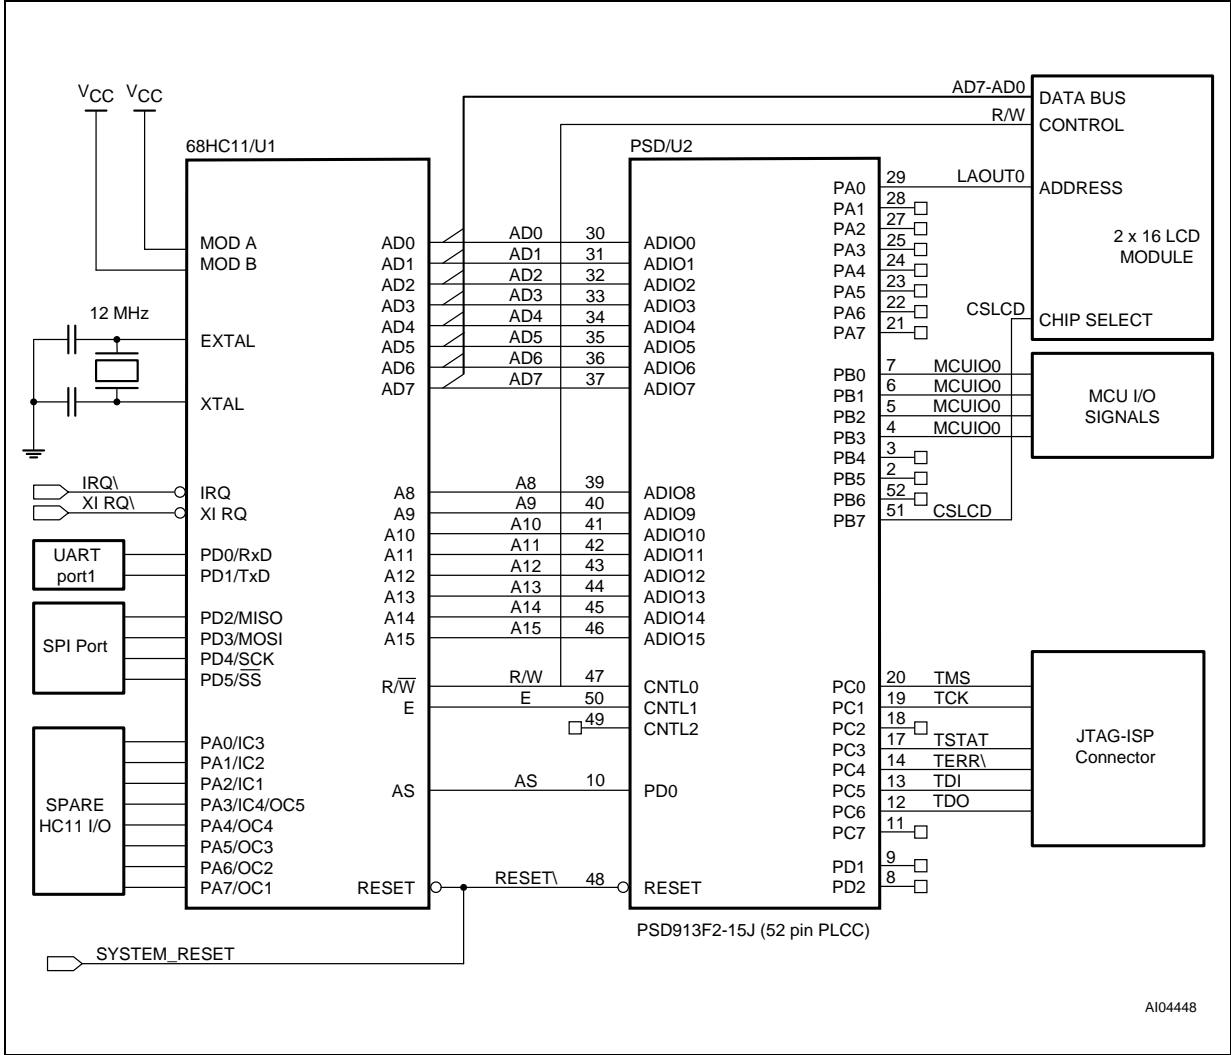 VCC VCC
68HC11/U1
MOD A
MOD B
12 MHz
EXTAL
XTAL
IRQ\
XI RQ\
IRQ
XI RQ
UART
port1
PD0/RxD
PD1/TxD
SPI Port
PD2/MISO
PD3/MOSI
PD4/SCK
PD5/SS
SPARE
HC11 I/O
PA0/IC3
PA1/IC2
PA2/IC1
PA3/IC4/OC5
PA4/OC4
PA5/OC3
PA6/OC2
PA7/OC1
SYSTEM_RESET
AD0 AD0 30 ADIO0
AD1 AD1 31 ADIO1
AD2 AD2 32 ADIO2
AD3 AD3 33 ADIO3
AD4 AD4 34 ADIO4
AD5 AD5 35 ADIO5
AD6 AD6 36 ADIO6
AD7 AD7 37 ADIO7
A8 A8 39 ADIO8
A9 A9 40 ADIO9
A10 A10 41 ADIO10
A11 A11 42 ADIO11
A12 A12 43 ADIO12
A13 A13 44 ADIO13
A14 A14 45 ADIO14
A15 A15 46 ADIO15
R/W R/W 47 CNTL0
E E 50 CNTL1
49 CNTL2
AS AS 10 PD0
RESET RESET\ 48 RESET
PSD/U2
PSD913F2-15J (52 pin PLCC)
PA0 29 LAOUT0
PA1 28
PA2 27
PA3 25
PA4 24
PA5 23
PA6 22
PA7 21
PB0 7 MCUIO0
PB1 6 MCUIO0
PB2 5 MCUIO0
PB3 4 MCUIO0
PB4 3
PB5 2
PB6 52
PB7 51 CSLCD
PC0 20 TMS
PC1 19 TCK
PC2 18
PC3 17 TSTAT
PC4 14 TERR\
PC5 13 TDI
PC6 12 TDO
PC7 11
PD1 9
PD2 8
AD7-AD0 DATA BUS
R/W CONTROL
ADDRESS
2 x 16 LCD
MODULE
CSLCD CHIP SELECT
MCU I/O
SIGNALS
JTAG-ISP
Connector
AI04448